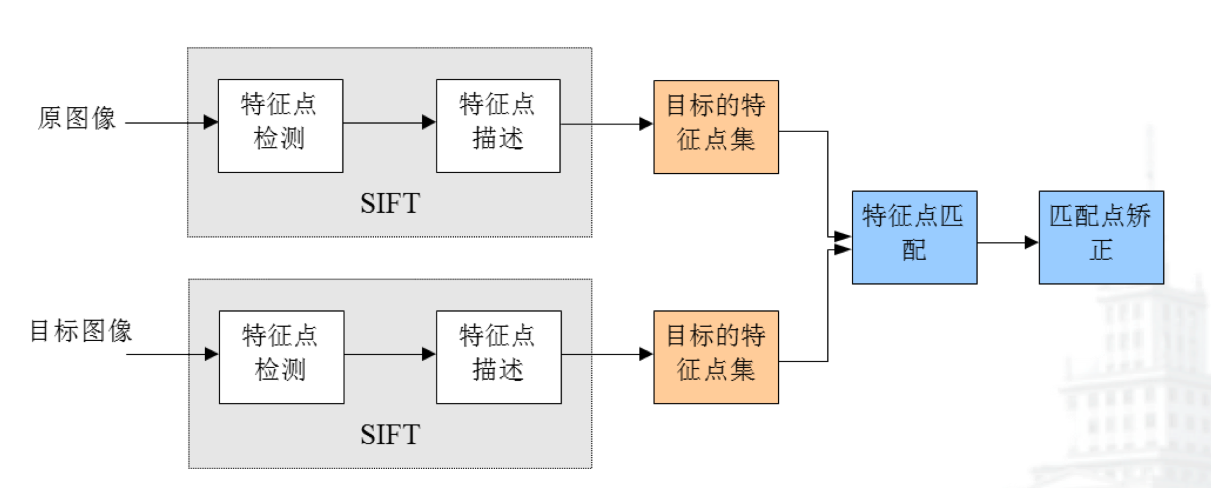 原图像
特征点
检测
特征点
描述
SIFT
目标的特
征点集
特征点匹
配
匹配点矫
正
目标图像
特征点
检测
特征点
描述
SIFT
目标的特
征点集